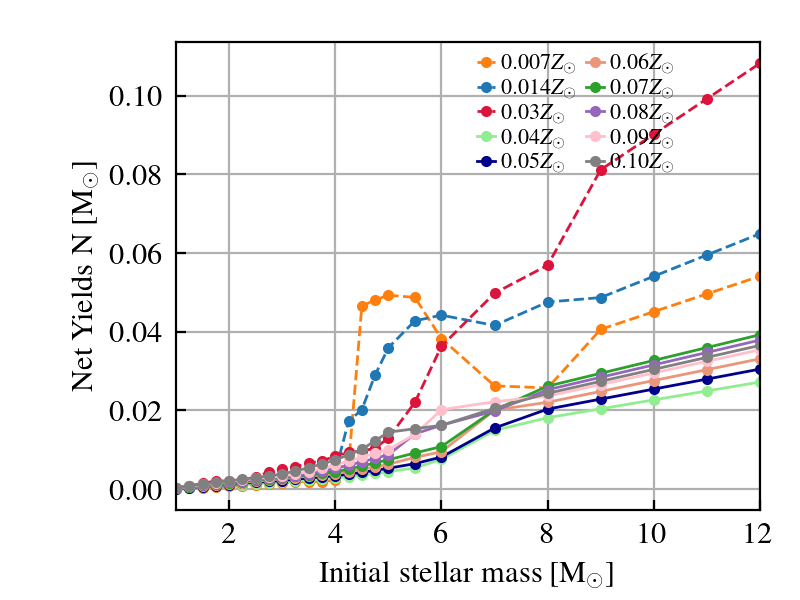 0.007Z⊙ 0.06Z⊙
0.014Z⊙ 0.07Z⊙
0.03Z⊙ 0.08Z⊙
0.04Z⊙ 0.09Z⊙
0.05Z⊙ 0.10Z⊙
0.10
0.08
0.06
0.04
0.02
0.00
Net Yields N [M⊙]
2 4 6 8 10 12
Initial stellar mass [M⊙]